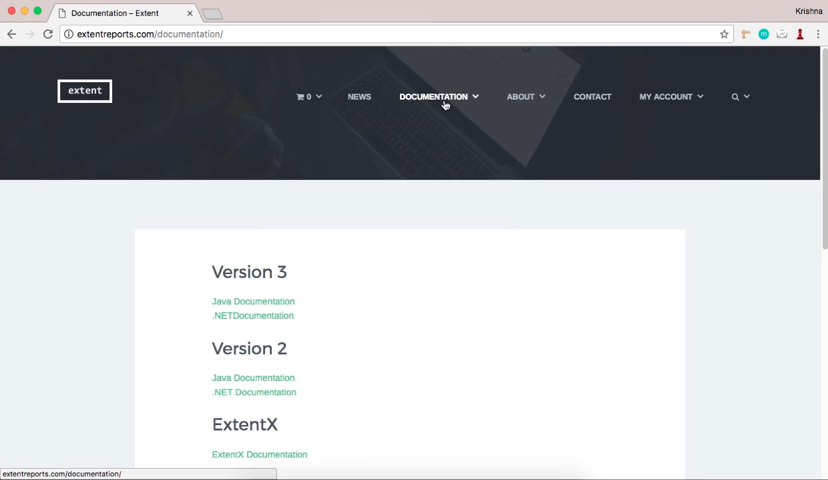 Documentation – Extent
Krishna
extentreports.com/documentation/
extent
0
NEWS
DOCUMENTATION
ABOUT
CONTACT
MY ACCOUNT
Version 3
Java Documentation
.NETDocumentation
Version 2
Java Documentation
.NET Documentation
ExtentX
ExtentX Documentation
extentreports.com/documentation/